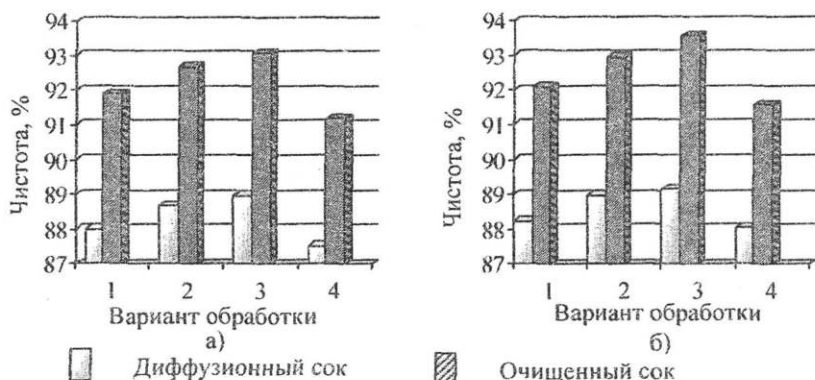 Чистота, %
94
93
92
91
90
89
88
87
1 2 3 4
Вариант обработки
а)
Чистота, %
94
93
92
91
90
89
88
87
1 2 3 4
Вариант обработки
б)
Диффузионный сок
Очишенный сок